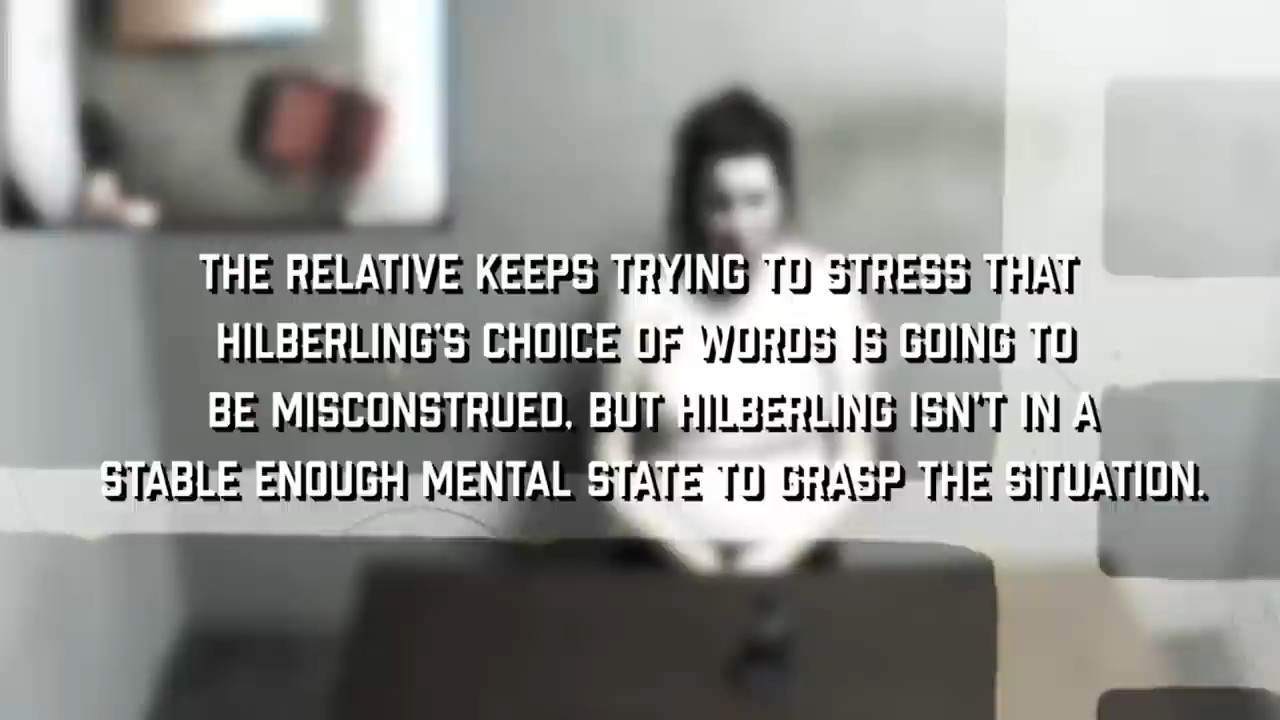 THE RELATIVE KEEPS TRYING TO STRESS THAT
HILBERLING'S CHOICE OF WORDS IS GOING TO
BE MISCONSTRUED, BUT HILBERLING ISN'T IN A
STABLE ENOUGH MENTAL STATE TO GRASP THE SITUATION.